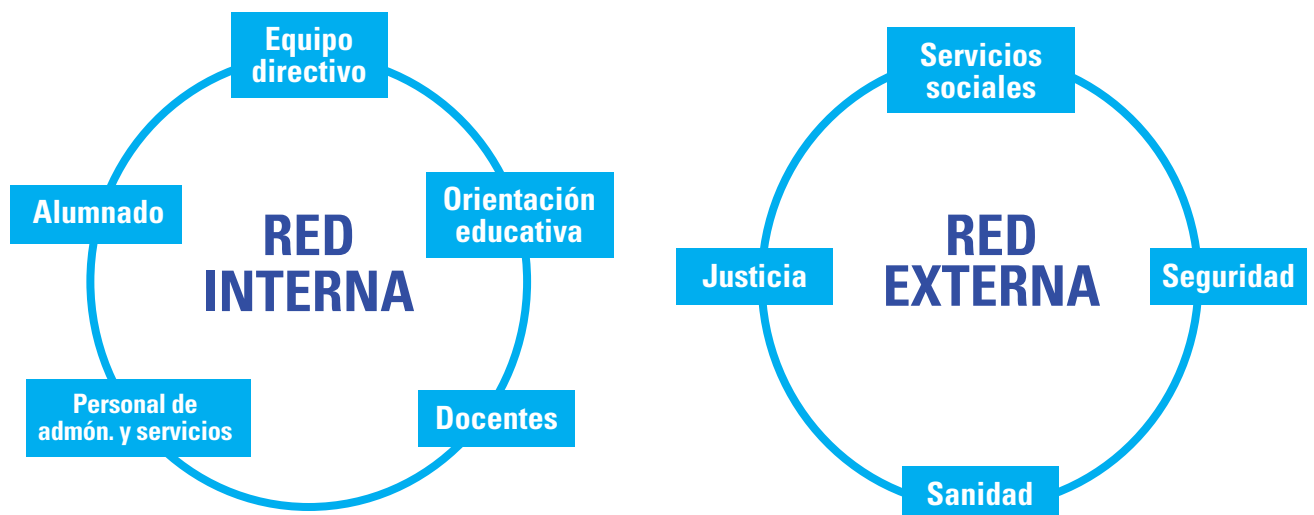 Equipo
directivo
Alumnado
Orientación
educativa
RED
INTERNA
Personal de
admón. y servicios
Docentes
Servicios
sociales
Justicia
RED
EXTERNA
Seguridad
Sanidad